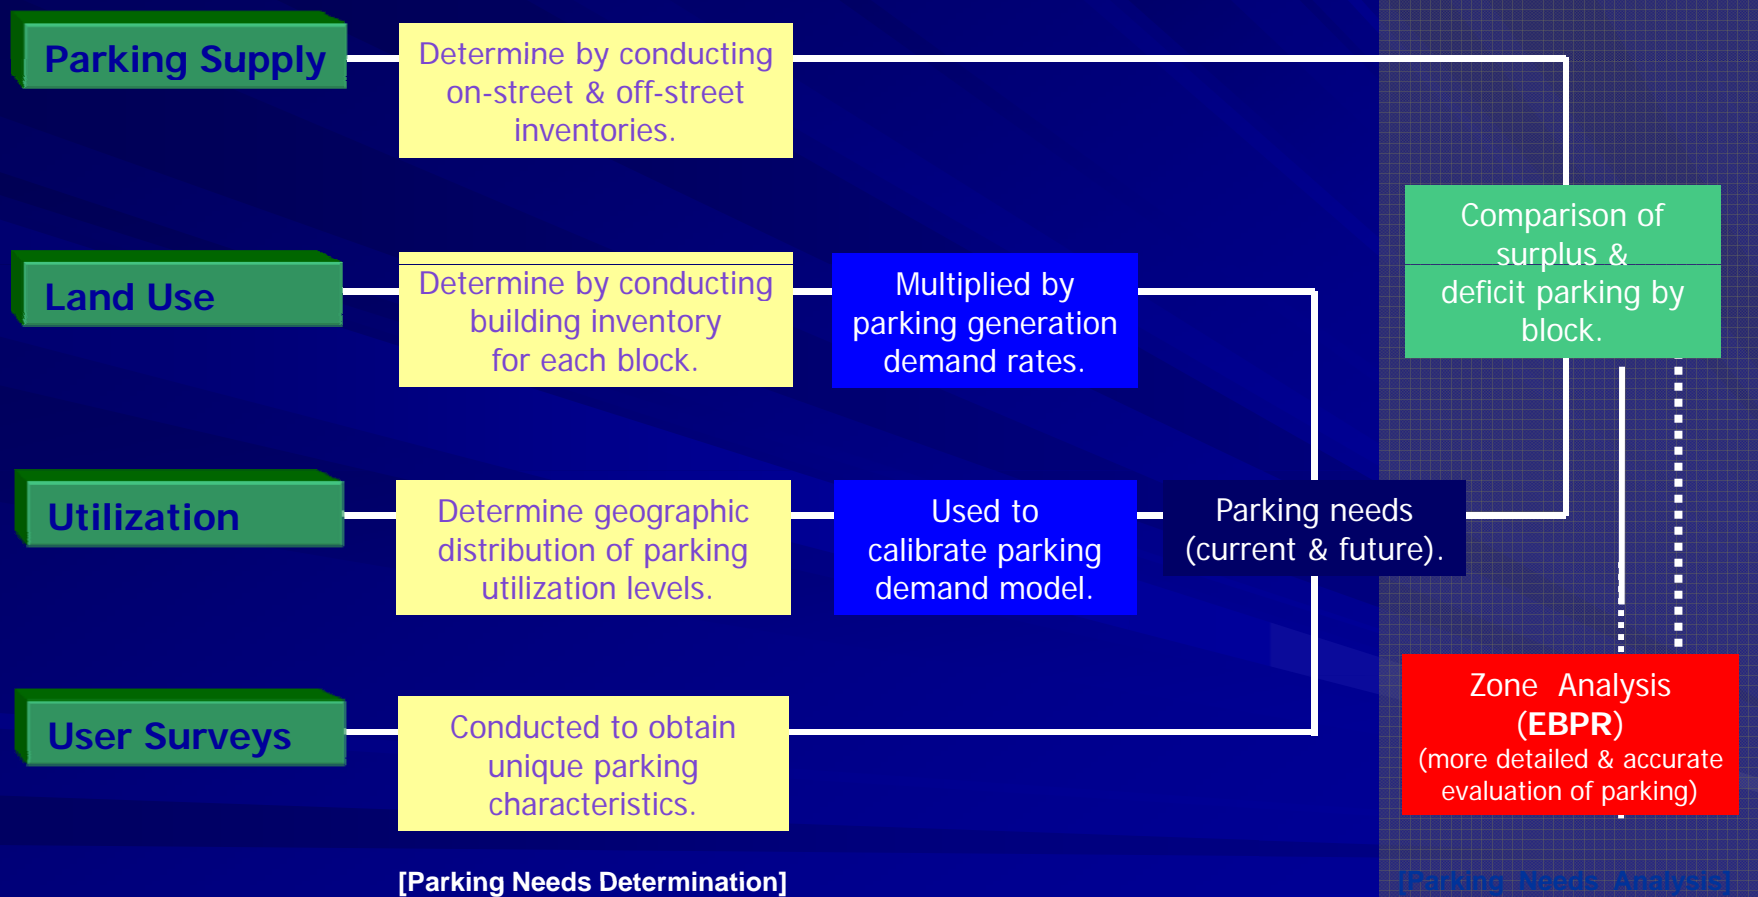 Parking Supply
Determine by conducting
on-street & off-street
inventories.
Comparison of
surplus &
deficit parking by
block.
Land Use
Determine by conducting
building inventory
for each block.
Multiplied by
parking generation
demand rates.
Utilization
Determine geographic
distribution of parking
utilization levels.
Used to
calibrate parking
demand model.
Parking needs
(current & future).
User Surveys
Conducted to obtain
unique parking
characteristics.
Zone Analysis
(EBPR)
(more detailed & accurate
evaluation of parking)
[Parking Needs Determination]
[Parking Needs Analysis]